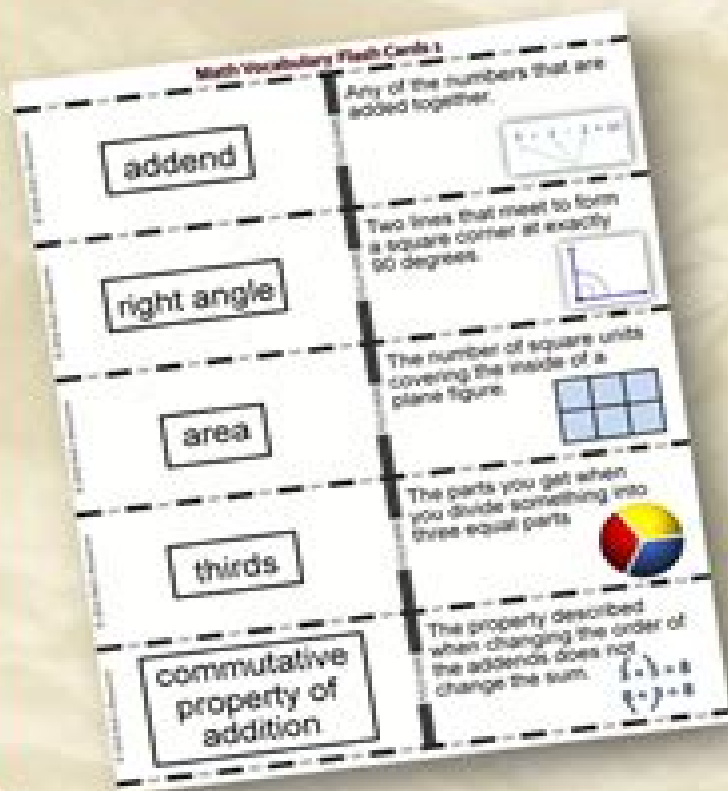 Math Vocabulary Flash Cards
addend
Any of the numbers that are
added together.
right angle
Two lines that meet to form
a square corner at exactly
90 degrees.
area
The number of square units
covering the inside of a
plane figure.
thirds
The parts you get when
you divide something into
three equal parts
commutative
property of
addition
The property described
when changing the order of
the addends does not
change the sum.